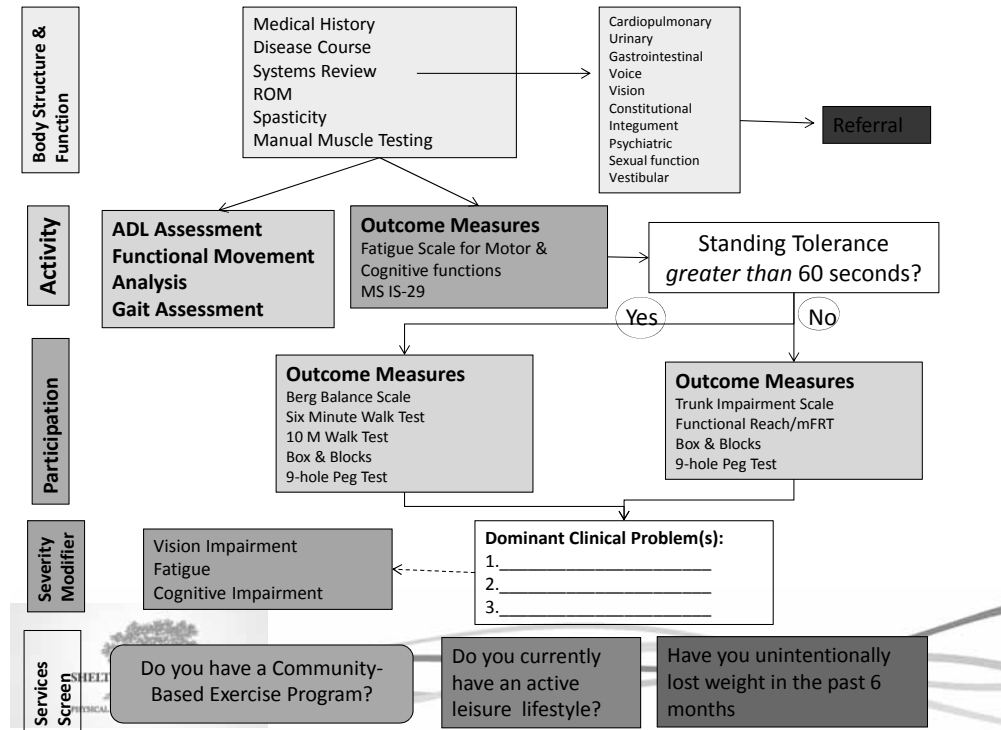 Body Structure &
Function
Medical History
Disease Course
Systems Review
ROM
Spasticity
Manual Muscle Testing
Cardiopulmonary
Urinary
Gastrointestinal
Voice
Vision
Constitutional
Integument
Psychiatric
Sexual function
Vestibular
Referral
Activity
ADL Assessment
Functional Movement
Analysis
Gait Assessment
Outcome Measures
Fatigue Scale for Motor &
Cognitive functions
MS IS-29
Standing Tolerance
greater than 60 seconds?
Yes
No
Participation
Outcome Measures
Berg Balance Scale
Six Minute Walk Test
10 M Walk Test
Box & Blocks
9-hole Peg Test
Outcome Measures
Trunk Impairment Scale
Functional Reach/mFRT
Box & Blocks
9-hole Peg Test
Severity
Modifier
Vision Impairment
Fatigue
Cognitive Impairment
Dominant Clinical Problem(s):
1.________________________
2.________________________
3.________________________
Services
Screen
SHELT
PHYSICAL
Do you have a Community-
Based Exercise Program?
Do you currently
have an active
leisure lifestyle?
Have you unintentionally
lost weight in the past 6
months